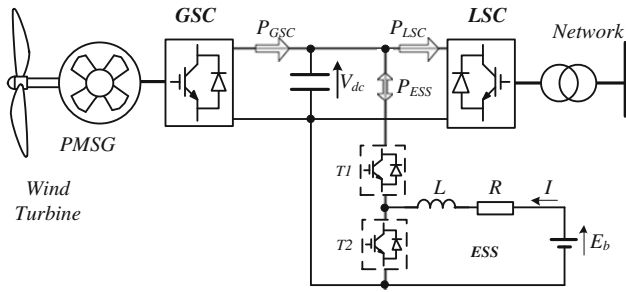 GSC
P_GSC
P_LSC
LSC
Network
V_dc
P_ESS
PMSG
Wind
Turbine
T1
L
R
I
T2
ESS
E_b